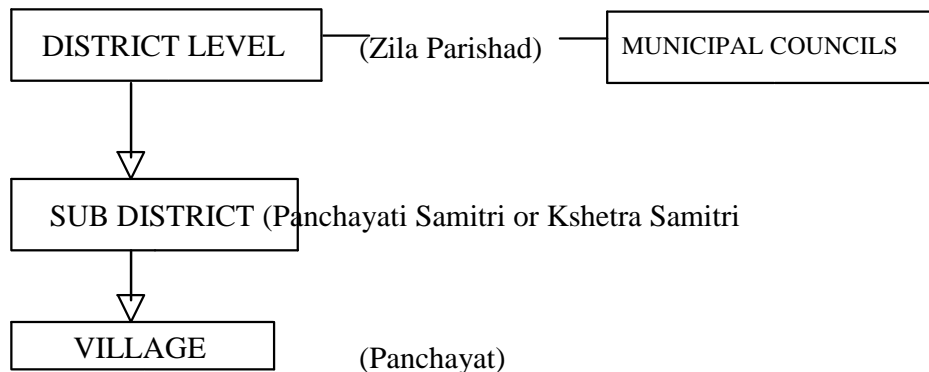 DISTRICT LEVEL (Zila Parishad) MUNICIPAL COUNCILS
SUB DISTRICT (Panchayati Samitri or Kshetra Samitri
VILLAGE (Panchayat)